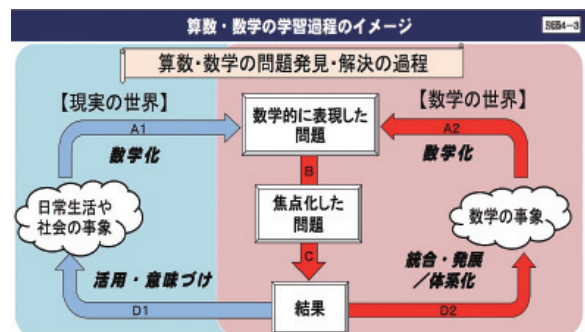 算数・数学の学習過程のイメージ
別添4-3
算数・数学の問題発見・解決の過程
【現実の世界】
【数学の世界】
A1
数学化
数学的に表現した
問題
A2
数学化
B
日常生活や
社会の事象
焦点化した
問題
数学の事象
C
活用・意味づけ
統合・発展
/体系化
結果
D1
D2